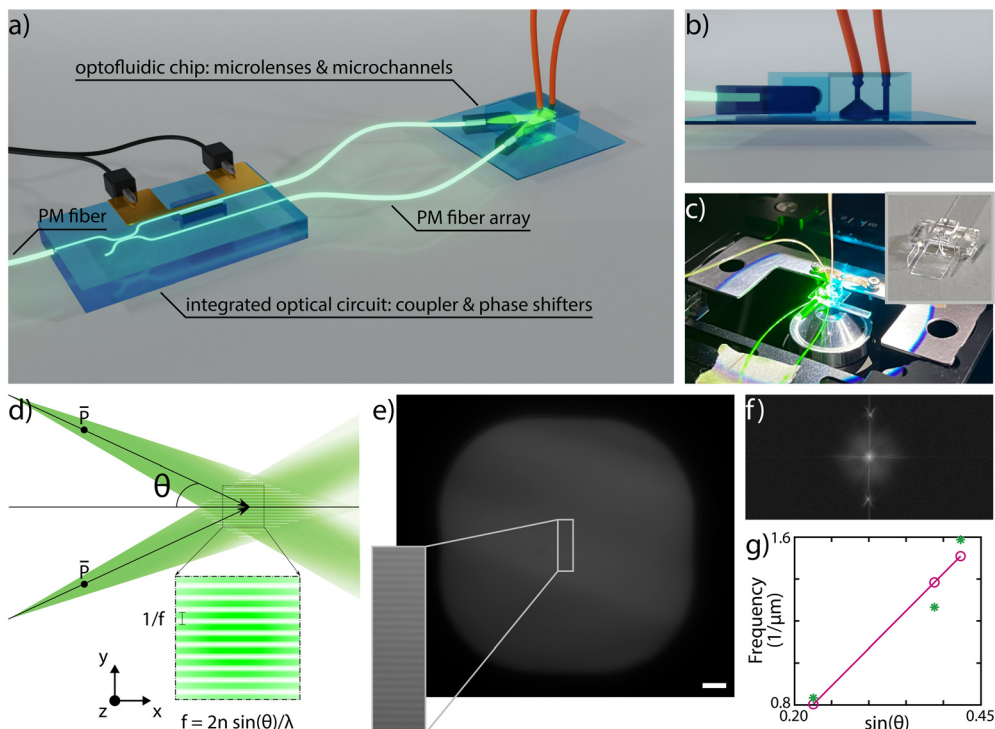 a)
optofluidic chip: microlenses & microchannels
PM fiber
PM fiber array
integrated optical circuit: coupler & phase shifters
b)
c)
d)
P̅
θ
P̅
1/f
y
z
x
f = 2n sin(θ)/λ
e)
f)
g)
1.6
Frequency
(1/μm)
0.8
0.20
0.45
sin(θ)